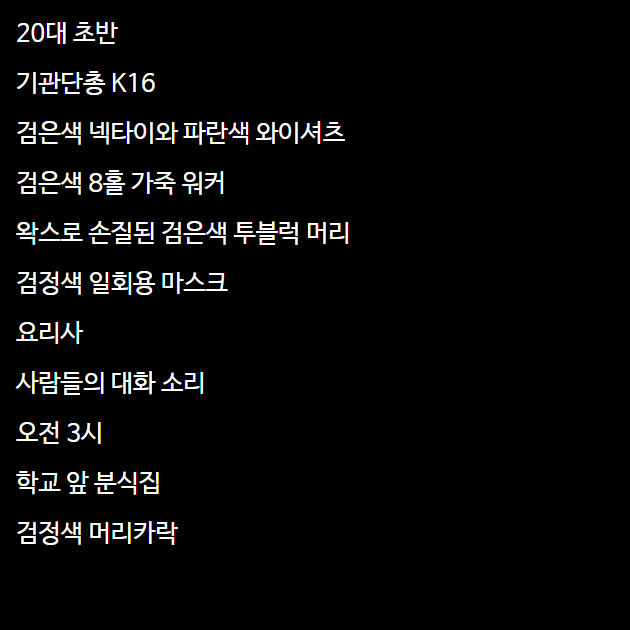 20대 초반
기관단총 K16
검은색 넥타이와 파란색 와이셔츠
검은색 8홀 가죽 워커
왁스로 손질된 검은색 투블럭 머리
검정색 일회용 마스크
요리사
사람들의 대화 소리
오전 3시
학교 앞 분식집
검정색 머리카락